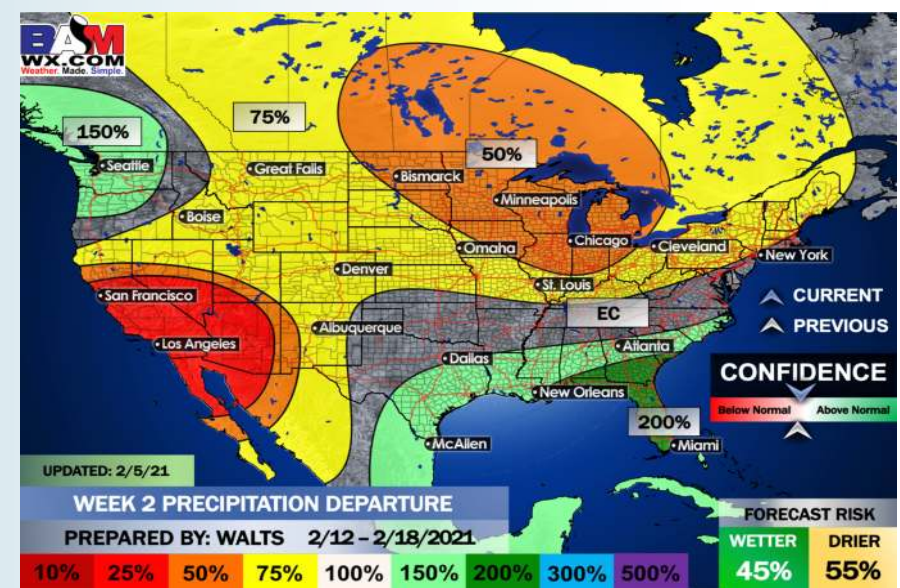 BAM
WX.COM
Weather. Made. Simple.
150%
75%
50%
Seattle
Great Falls
Bismarck
Minneapolis
Boise
Omaha
Chicago
Cleveland
New York
Denver
St. Louis
San Francisco
EC
CURRENT
PREVIOUS
Albuquerque
Los Angeles
Dallas
Atlanta
CONFIDENCE
Below Normal
Above Normal
New Orleans
200%
McAllen
Miami
UPDATED: 2/5/21
WEEK 2 PRECIPITATION DEPARTURE
PREPARED BY: WALTS 2/12 – 2/18/2021
10% 25% 50% 75% 100% 150% 200% 300% 500%
FORECAST RISK
WETTER DRIER
45% 55%